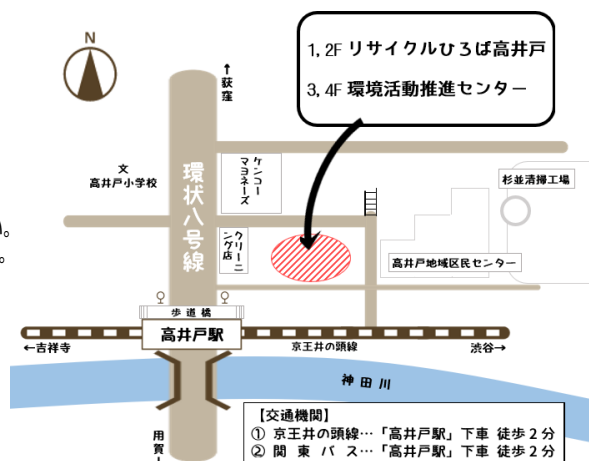 N
↑荻窪
1, 2F リサイクルひろば高井戸
3, 4F 環境活動推進センター
文
高井戸小学校
環状八号線
ケンコー
マヨネーズ
杉並清掃工場
い。
。
クリーニ
ング店
高井戸地域区民センター
歩道橋
高井戸駅
←吉祥寺
京王井の頭線
渋谷→
神田川
用賀
【交通機関】
① 京王井の頭線…「高井戸駅」下車 徒歩２分
② 関 東 バ ス…「高井戸駅」下車 徒歩２分